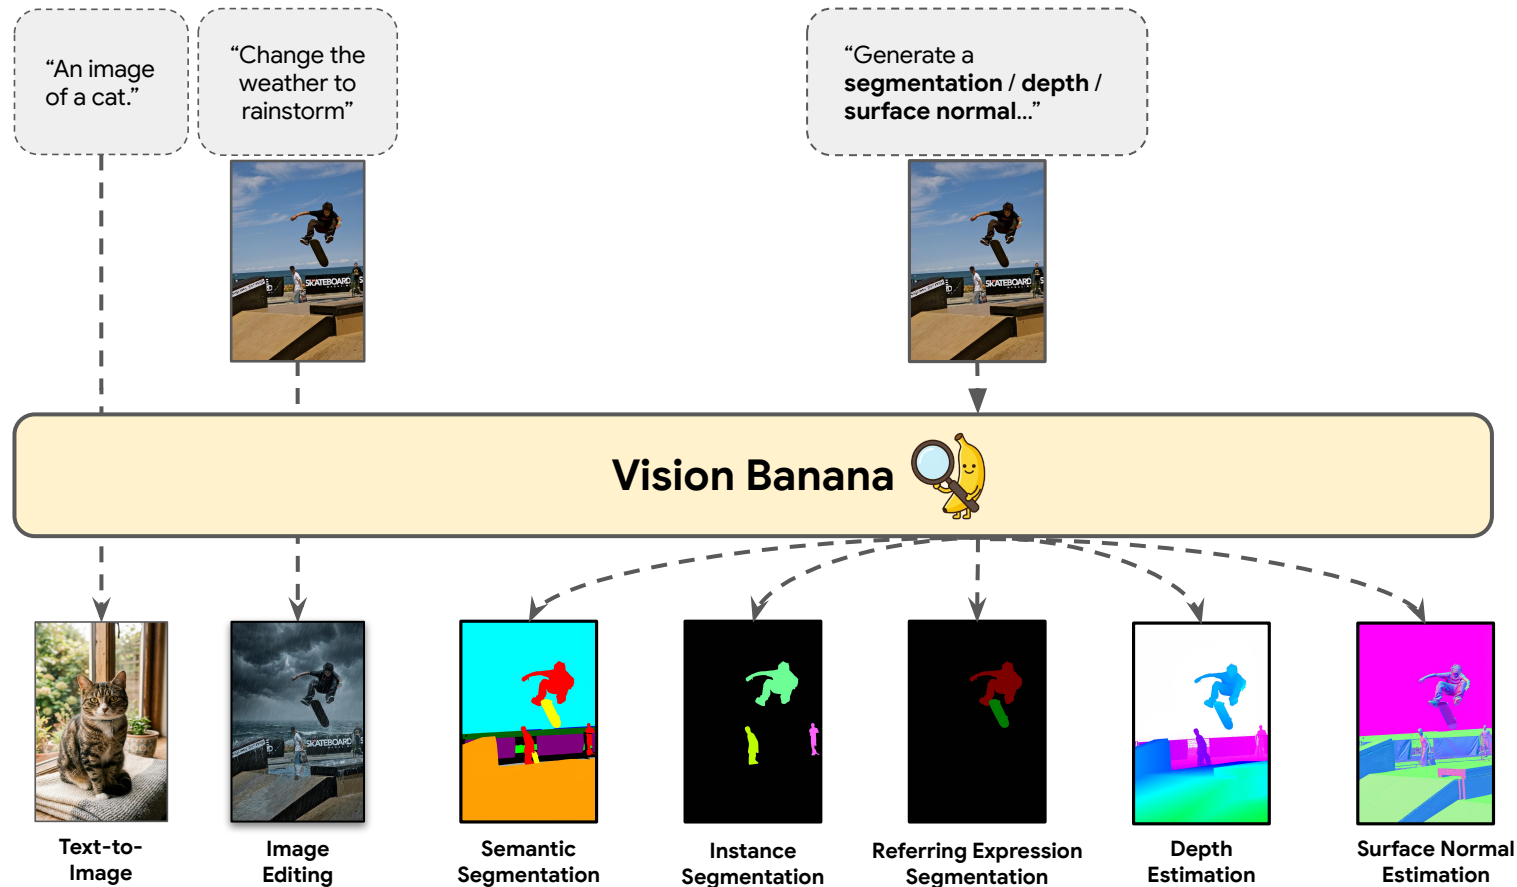 “An image
of a cat.”
“Change the
weather to
rainstorm”
“Generate a
segmentation / depth /
surface normal...”
SKATEBOARD
SKATEBOARD
Vision Banana
SKATEBOARD
Text-to-
Image
Image
Editing
Semantic
Segmentation
Instance
Segmentation
Referring Expression
Segmentation
Depth
Estimation
Surface Normal
Estimation